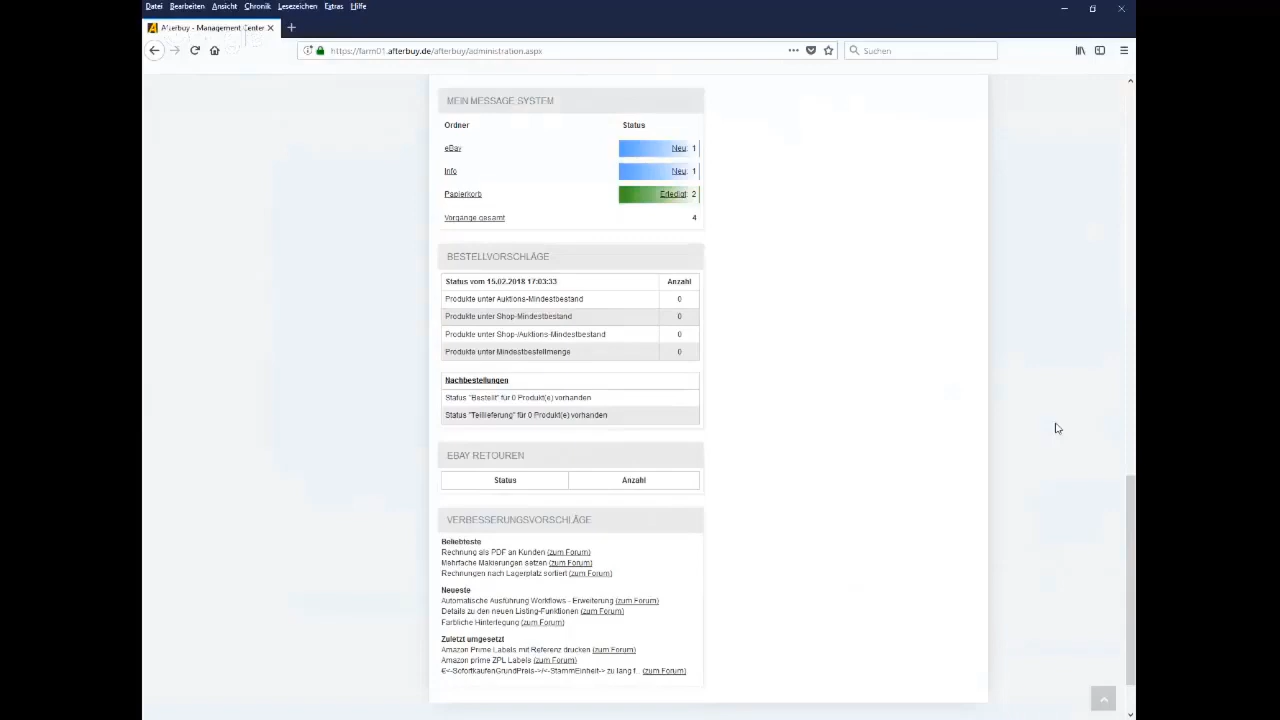 Datei Bearbeiten Ansicht Chronik Lesezeichen Extras Hilfe
Afterbuy - Management Center
https://farm01.afterbuy.de/afterbuy/administration.aspx
Suchen
MEIN MESSAGE SYSTEM
Ordner Status
eBay Neu: 1
Info Neu: 1
Papierkorb Erledigt: 2
Vorgänge gesamt 4
BESTELLVORSCHLÄGE
Status vom 15.02.2018 17:03:33 Anzahl
Produkte unter Auktions-Mindestbestand 0
Produkte unter Shop-Mindestbestand 0
Produkte unter Shop-/Auktions-Mindestbestand 0
Produkte unter Mindestbestellmenge 0
Nachbestellungen
Status "Bestellt" für 0 Produkt(e) vorhanden
Status "Teillieferung" für 0 Produkt(e) vorhanden
EBAY RETOUREN
Status Anzahl
VERBESSERUNGSVORSCHLÄGE
Beliebteste
Rechnung als PDF an Kunden (zum Forum)
Mehrfache Makierungen setzen (zum Forum)
Rechnungen nach Lagerplatz sortiert (zum Forum)
Neueste
Automatische Ausführung Workflows - Erweiterung (zum Forum)
Details zu den neuen Listing-Funktionen (zum Forum)
Farbliche Hinterlegung (zum Forum)
Zuletzt umgesetzt
Amazon Prime Labels mit Referenz drucken (zum Forum)
Amazon prime ZPL Labels (zum Forum)
€<-SofortkaufenGrundPreis->/<-StammEinheit-> zu lang f... (zum Forum)